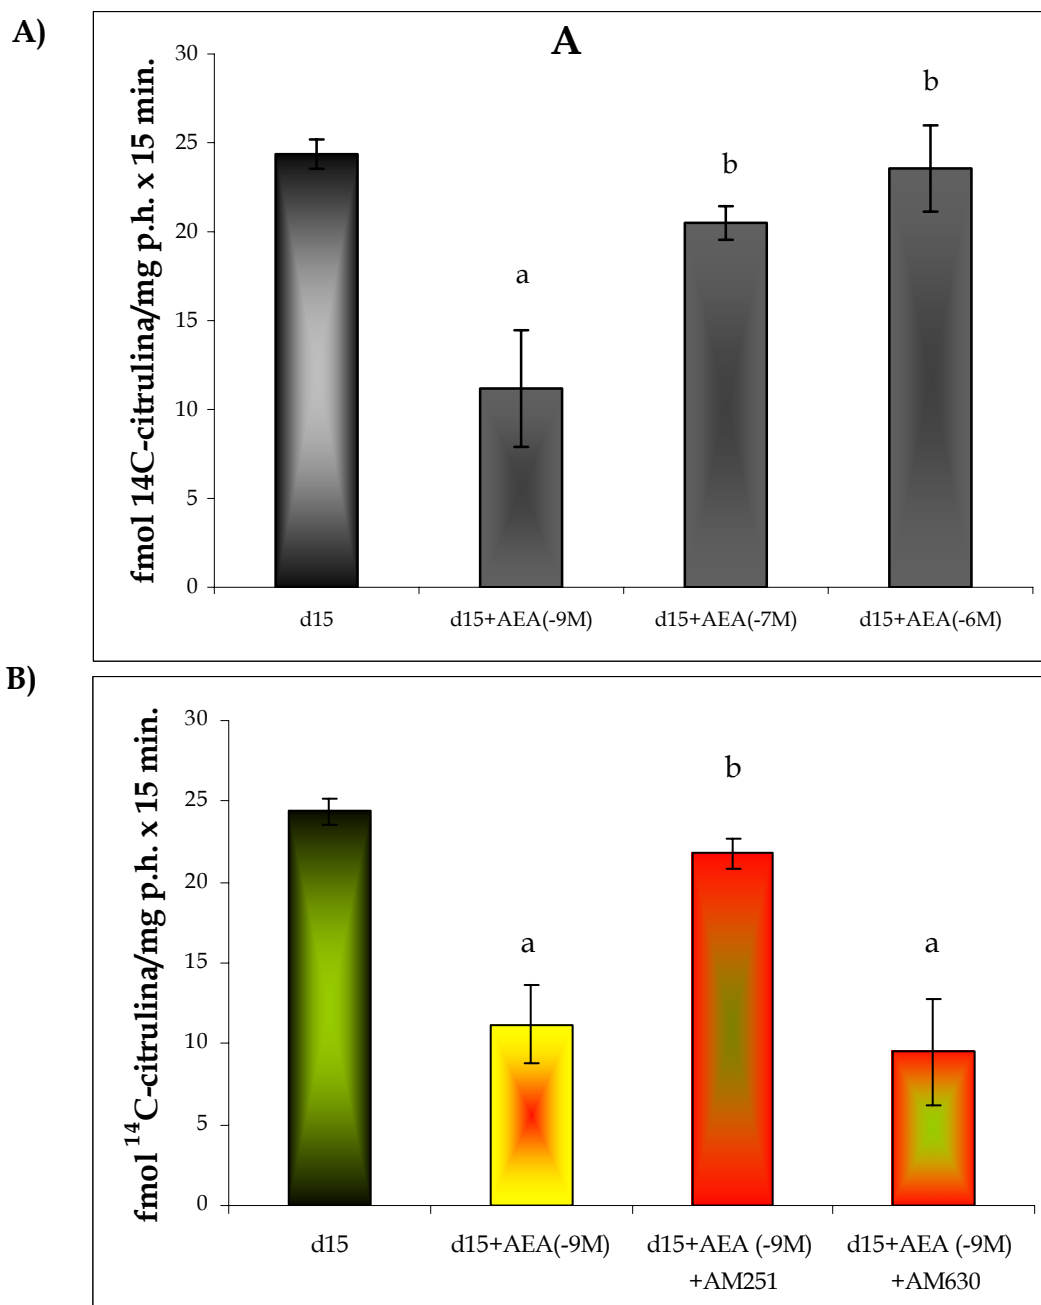 A)
A
fmol 14C-citrulina/mg p.h. x 15 min.
30
25
20
15
10
5
0
a
b
b
d15
d15+AEA(-9M)
d15+AEA(-7M)
d15+AEA(-6M)
B)
fmol ¹⁴C-citrulina/mg p.h. x 15 min.
30
25
20
15
10
5
0
a
b
a
d15
d15+AEA(-9M)
d15+AEA (-9M)
+AM251
d15+AEA (-9M)
+AM630